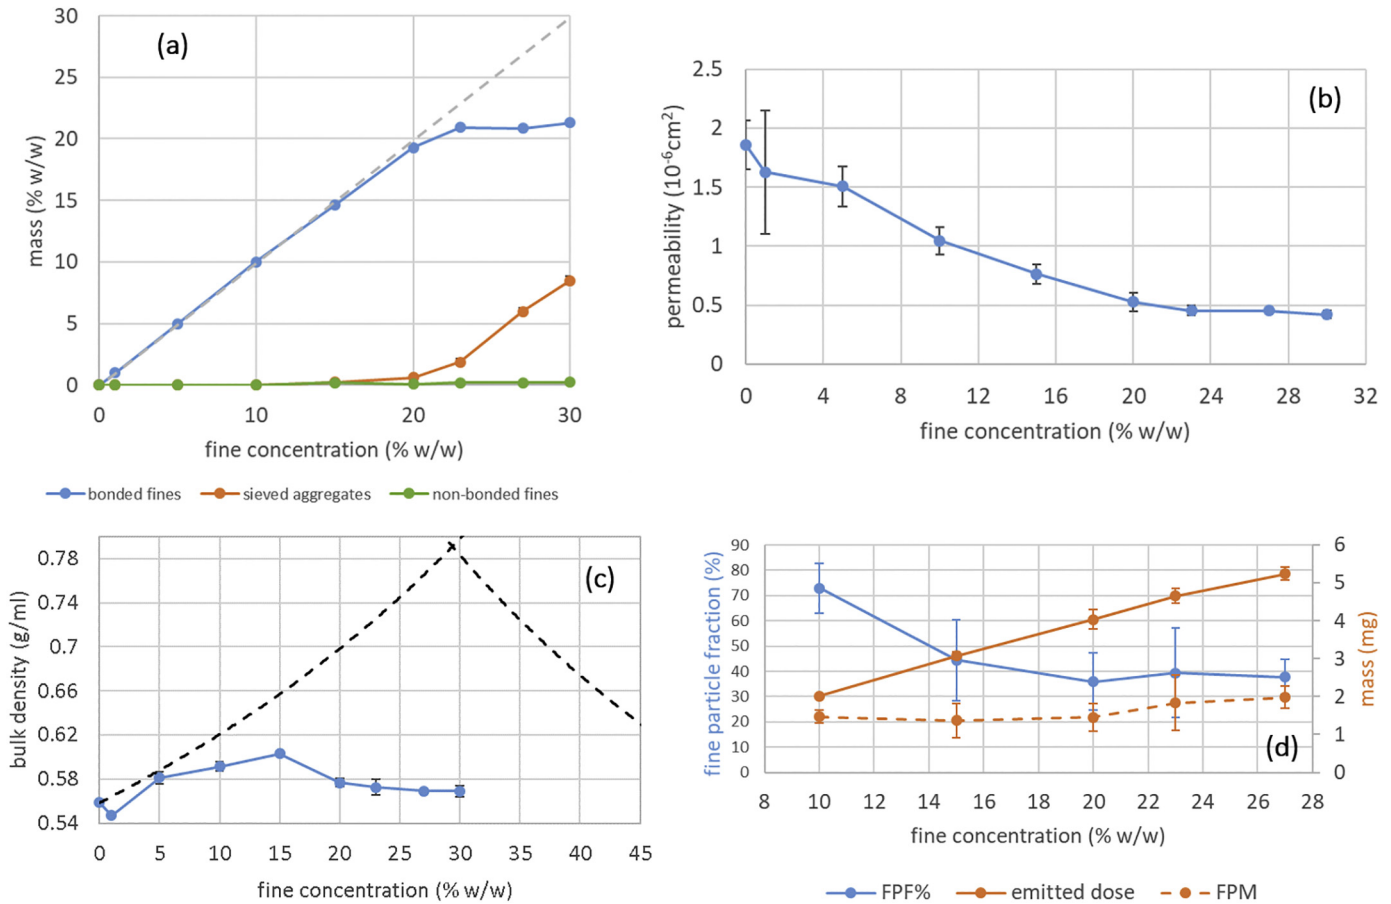 (a)
30
25
20
15
10
5
0
mass (% w/w)
0 10 20 30
fine concentration (% w/w)
bonded fines sieved aggregates non-bonded fines
(b)
2.5
2
1.5
1
0.5
0
permeability (10-6cm2)
0 4 8 12 16 20 24 28 32
fine concentration (% w/w)
(c)
0.78
0.74
0.7
0.66
0.62
0.58
0.54
bulk density (g/ml)
0 5 10 15 20 25 30 35 40 45
fine concentration (% w/w)
(d)
90
80
70
60
50
40
30
20
10
0
fine particle fraction (%)
6
5
4
3
2
1
0
mass (mg)
8 10 12 14 16 18 20 22 24 26 28
fine concentration (% w/w)
FPF% emitted dose FPM